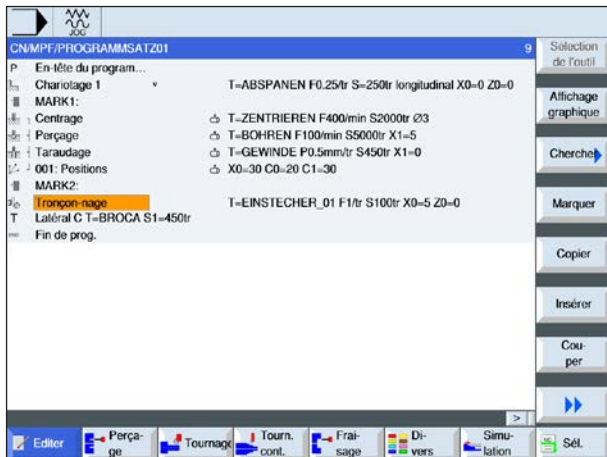 JOG
CN/MPF/PROGRAMMSATZ01 9
P En-tête du program...
Chariotage 1 T=ABSPANEN F0.25/tr S=250tr longitudinal X0=0 Z0=0
MARK1:
Centrage T=ZENTRIEREN F400/min S2000tr Ø3
Perçage T=BOHREN F100/min S5000tr X1=5
Taraudage T=GEWINDE P0.5mm/tr S450tr X1=0
001: Positions X0=30 C0=20 C1=30
MARK2:
Tronçon-nage T=EINSTECHER_01 F1/tr S100tr X0=5 Z0=0
T Latéral C T=BROCA S1=450tr
END Fin de prog.
>
Sélection
de l'outil
Affichage
graphique
Cherche
Marquer
Copier
Insérer
Cou-
per
Editer
Perça-
ge
Tournage
Tourn.
cont.
Frai-
sage
Di-
vers
Simu-
lation
NC
Sél.